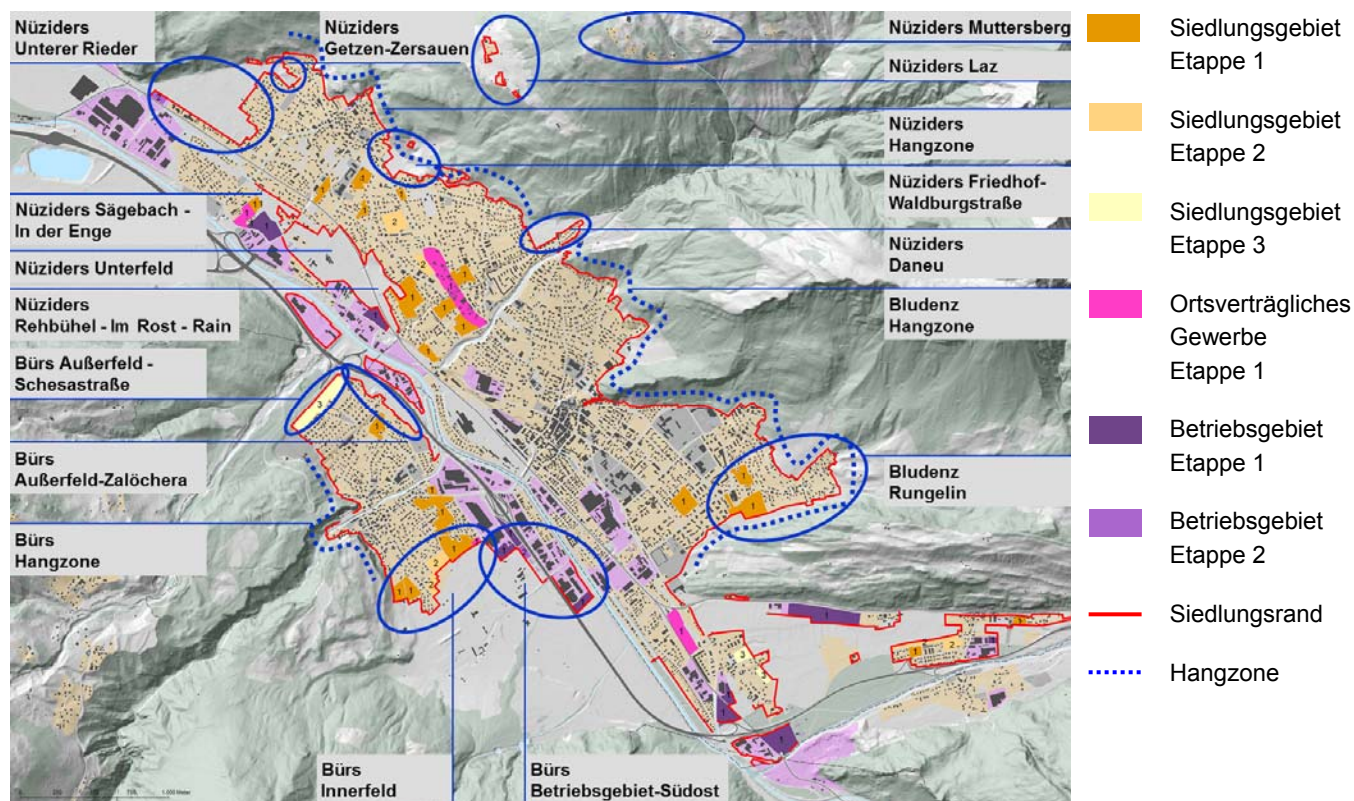 Nüziders
Unterer Rieder
Nüziders
Getzen-Zersauen
Nüziders Muttersberg
Nüziders Laz
Nüziders
Hangzone
Nüziders Friedhof-
Waldburgstraße
Nüziders
Daneu
Bludenz
Hangzone
Bludenz
Rungelin
Nüziders Sägebach -
In der Enge
Nüziders Unterfeld
Nüziders
Rehbühel - Im Rost - Rain
Bürs Außerfeld -
Schesastraße
Bürs
Außerfeld-Zalöchera
Bürs
Hangzone
Bürs
Innerfeld
Bürs
Betriebsgebiet-Südost
Siedlungsgebiet
Etappe 1
Siedlungsgebiet
Etappe 2
Siedlungsgebiet
Etappe 3
Ortsverträgliches
Gewerbe
Etappe 1
Betriebsgebiet
Etappe 1
Betriebsgebiet
Etappe 2
Siedlungsrand
Hangzone